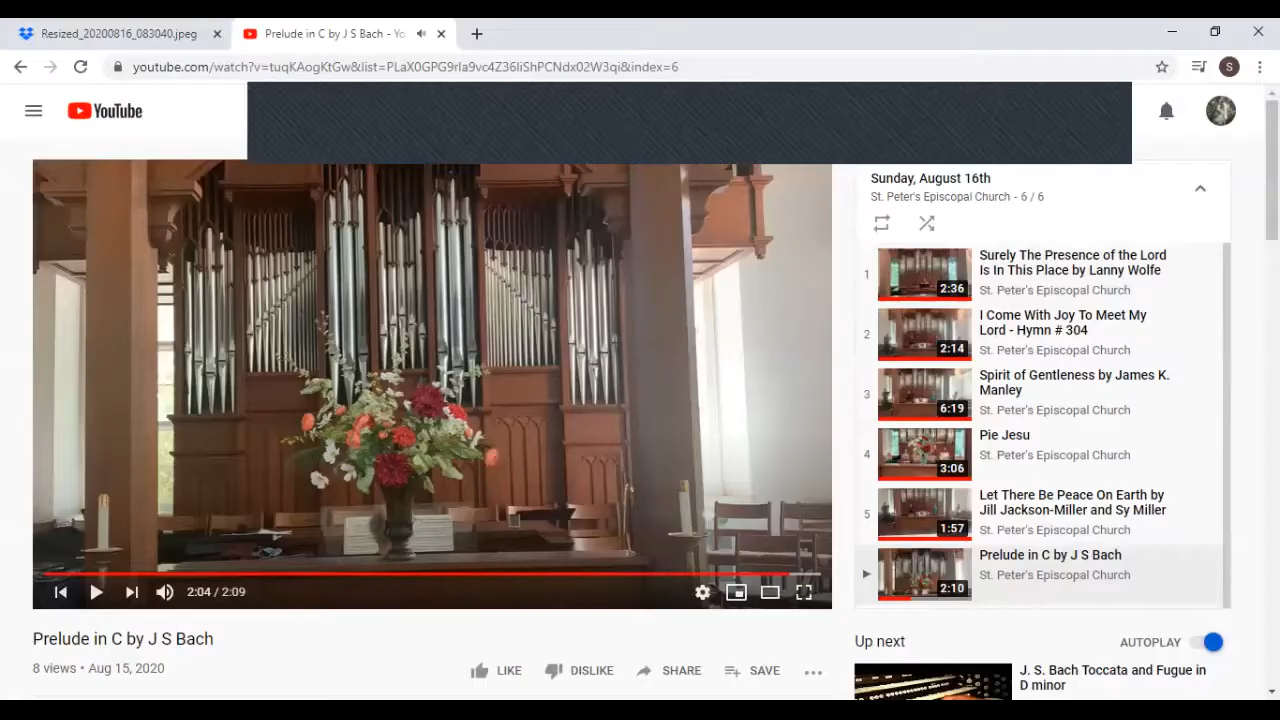 Resized_20200816_083040.jpeg
Prelude in C by J S Bach - Yo
youtube.com/watch?v=tuqKAogKtGw&list=PLaX0GPG9rla9vc4Z36liShPCNdx02W3qi&index=6
S
YouTube
Sunday, August 16th
St. Peter's Episcopal Church - 6 / 6
1
2:36
Surely The Presence of the Lord
Is In This Place by Lanny Wolfe
St. Peter's Episcopal Church
2
2:14
I Come With Joy To Meet My
Lord - Hymn # 304
St. Peter's Episcopal Church
3
6:19
Spirit of Gentleness by James K.
Manley
St. Peter's Episcopal Church
4
3:06
Pie Jesu
St. Peter's Episcopal Church
5
1:57
Let There Be Peace On Earth by
Jill Jackson-Miller and Sy Miller
St. Peter's Episcopal Church
2:10
Prelude in C by J S Bach
St. Peter's Episcopal Church
2:04 / 2:09
Prelude in C by J S Bach
8 views • Aug 15, 2020
LIKE
DISLIKE
SHARE
SAVE
Up next
AUTOPLAY
J. S. Bach Toccata and Fugue in
D minor